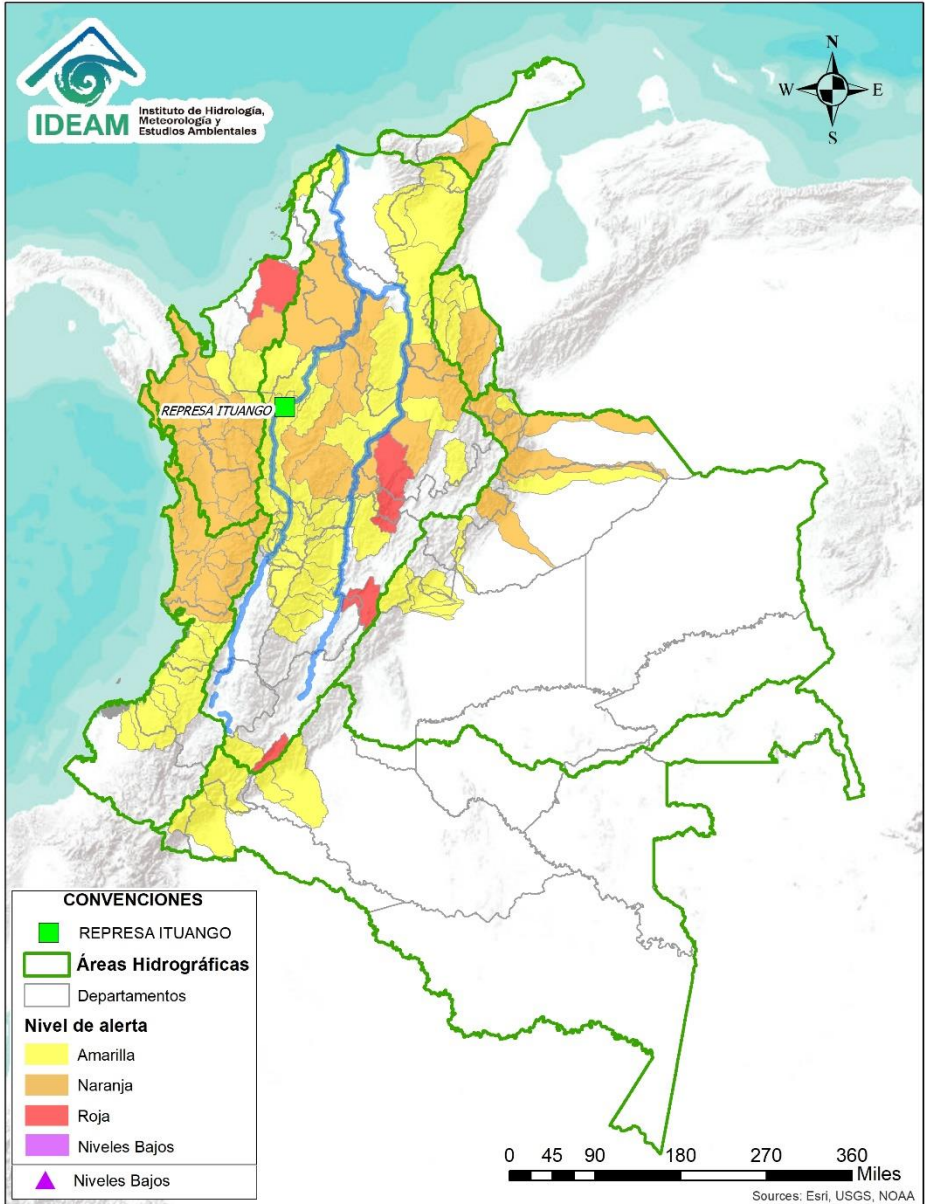 IDEAM
Instituto de Hidrología,
Meteorología y
Estudios Ambientales
N
W
E
S
REPRESA ITUANGO
CONVENCIONES
REPRESA ITUANGO
Áreas Hidrográficas
Departamentos
Nivel de alerta
Amarilla
Naranja
Roja
Niveles Bajos
Niveles Bajos
0 45 90 180 270 360
Miles
Sources: Esri, USGS, NOAA